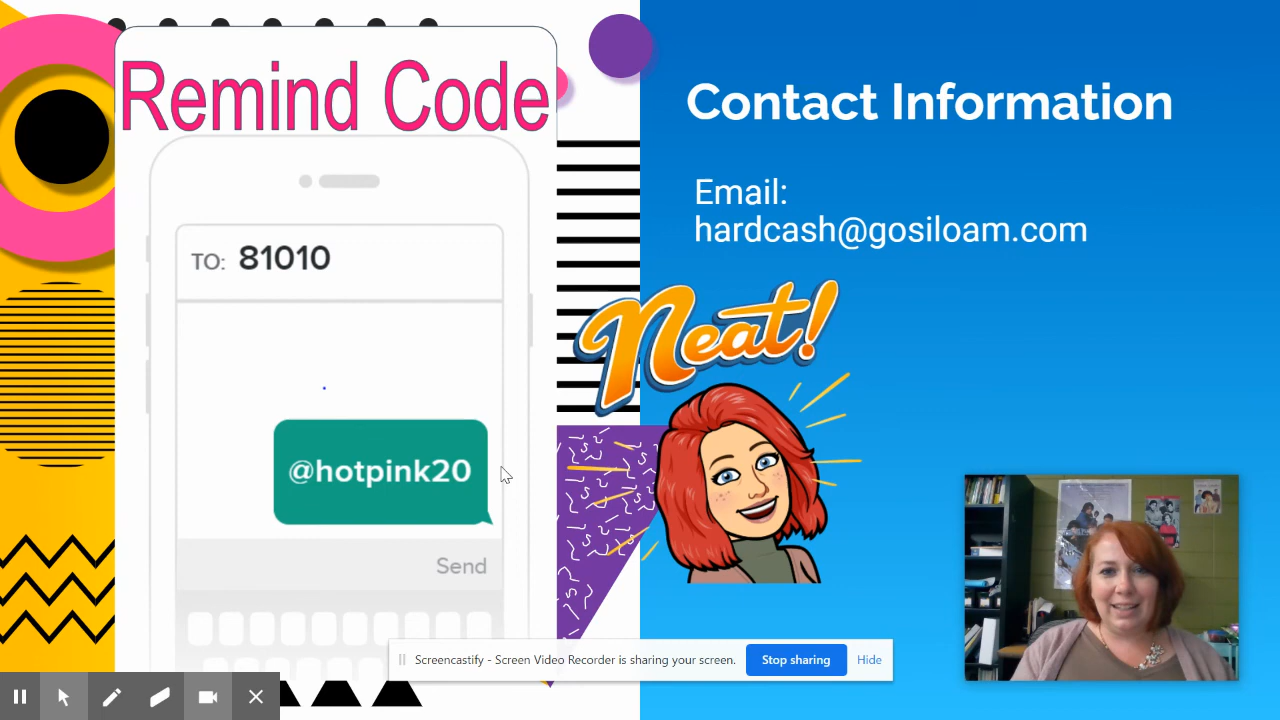 Remind Code
TO: 81010
@hotpink20
Send
Contact Information
Email:
hardcash@gosiloam.com
Neat!
Screencastify - Screen Video Recorder is sharing your screen.
Stop sharing
Hide